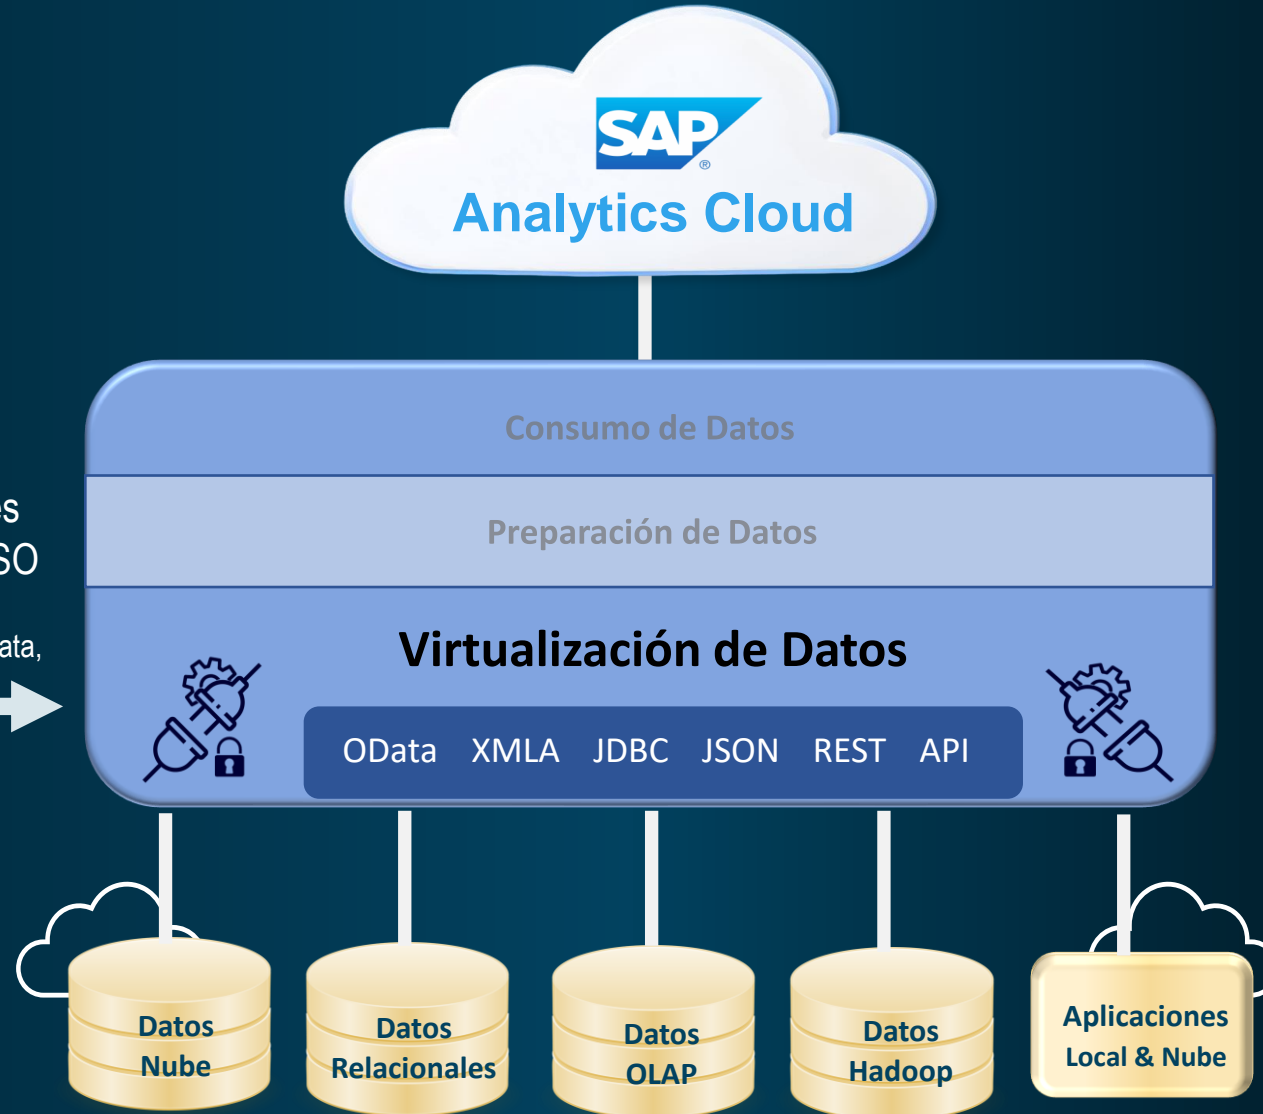 SAP
®
Analytics Cloud
Consumo de Datos
Preparación de Datos
SO
Virtualización de Datos
OData XMLA JDBC JSON REST API
Datos
Nube
Datos
Relacionales
Datos
OLAP
Datos
Hadoop
Aplicaciones
Local & Nube